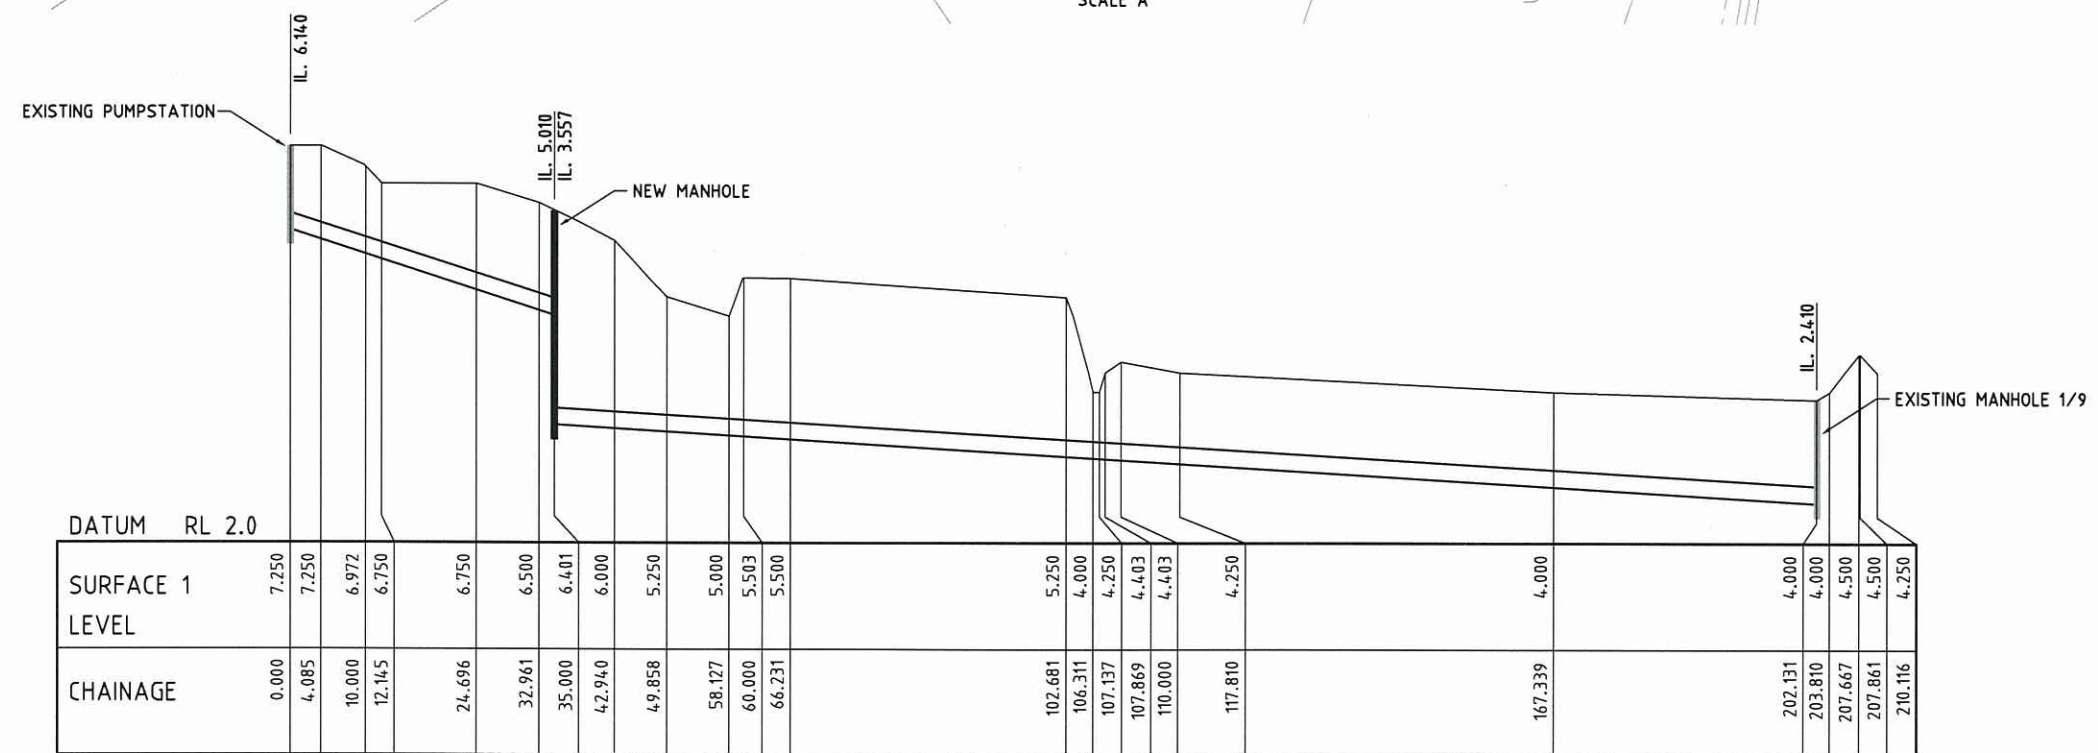 SCALE A
IL. 6.140
EXISTING PUMPSTATION
IL. 5.010
IL. 3.557
NEW MANHOLE
IL. 2.410
EXISTING MANHOLE 1/9
DATUM RL 2.0
SURFACE 1 LEVEL
7.250 7.250 6.972 6.750 6.750 6.500 6.401 6.000 5.250 5.000 5.503 5.500 5.250 4.000 4.250 4.403 4.403 4.250 4.000 4.000 4.000 4.500 4.500 4.250
CHAINAGE
0.000 4.085 10.000 12.145 24.696 32.961 35.000 42.940 49.858 58.127 60.000 66.231 102.681 106.311 107.137 107.869 110.000 117.810 167.339 202.131 203.810 207.667 207.861 210.116